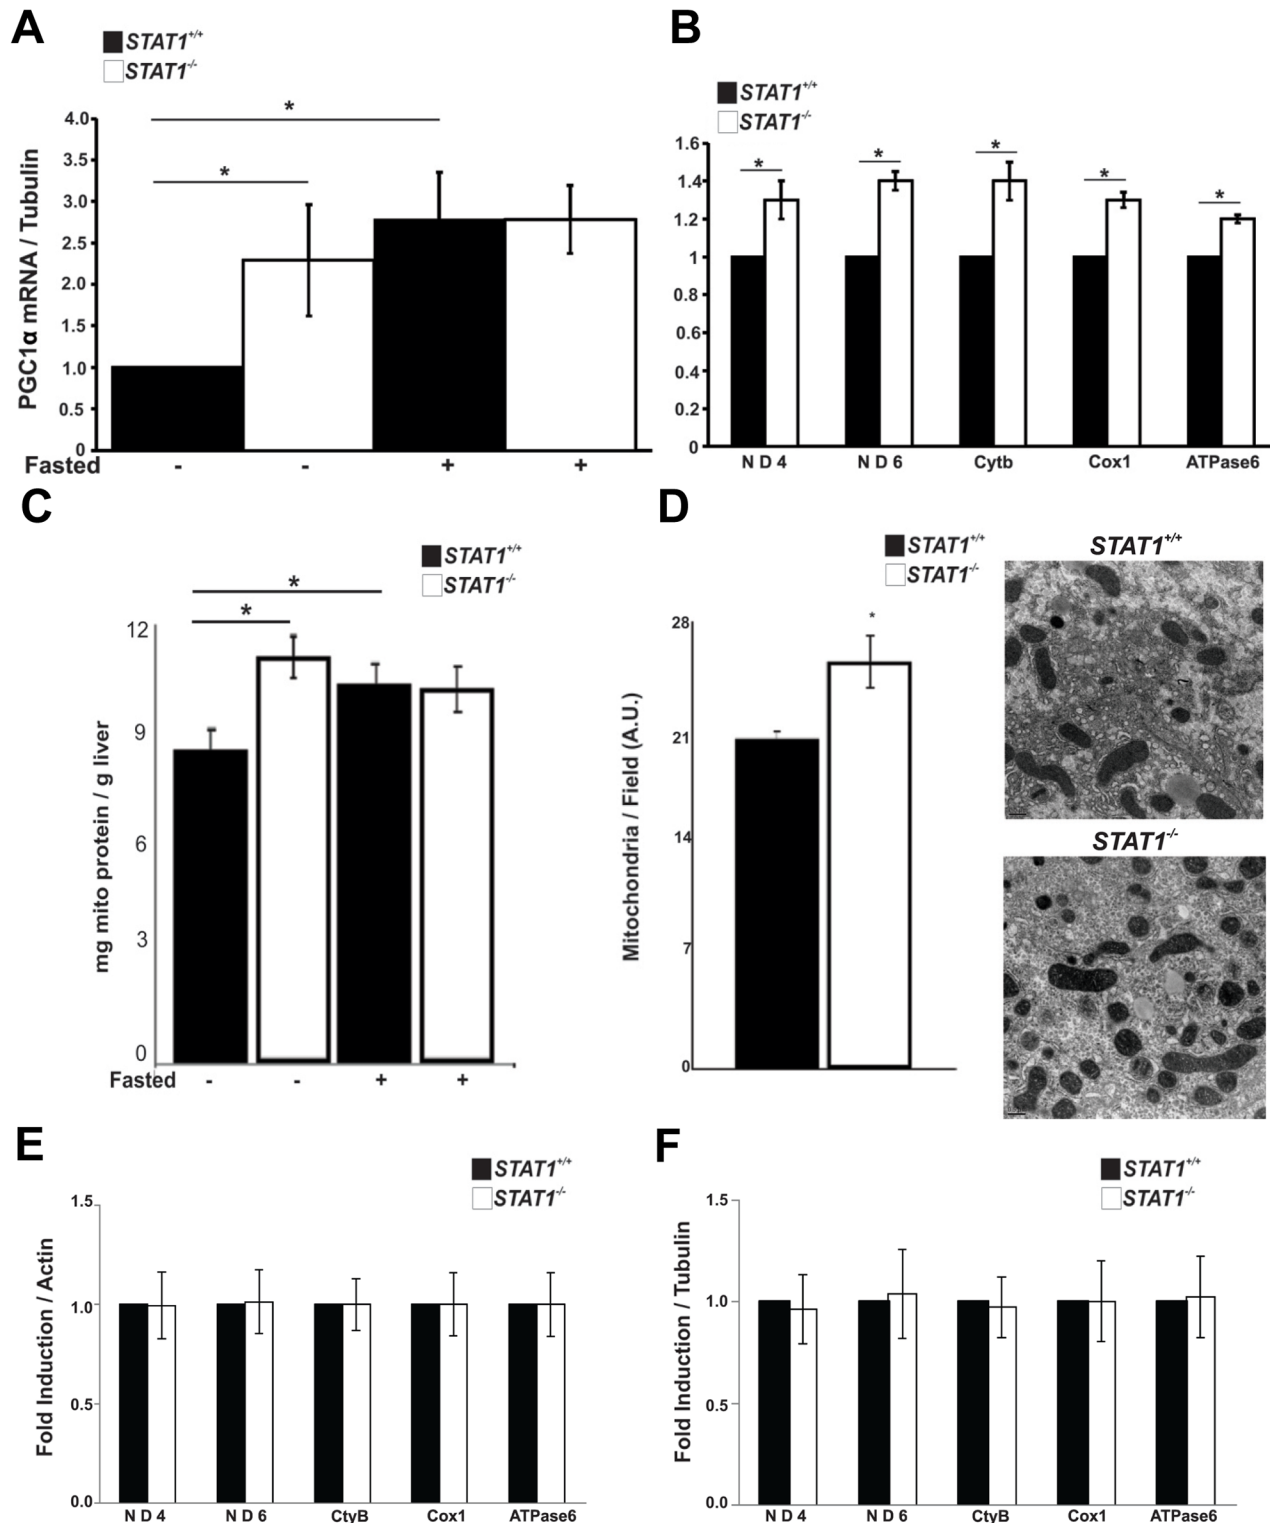 A
STAT1+/+
STAT1-/-
*
*
PGC1α mRNA / Tubulin
4.0
3.5
3.0
2.5
2.0
1.5
1.0
0.5
0
Fasted - - + +
B
STAT1+/+
STAT1-/-
* * * * *
1.6
1.4
1.2
1
0.8
0.6
0.4
0.2
0
N D 4 N D 6 Cytb Cox1 ATPase6
C
STAT1+/+
STAT1-/-
*
*
mg mito protein / g liver
12
9
6
3
0
Fasted - - + +
D
STAT1+/+
STAT1-/-
*
Mitochondria / Field (A.U.)
28
21
14
7
0
STAT1+/+
STAT1-/-
E
STAT1+/+
STAT1-/-
Fold Induction / Actin
1.5
1.0
0.5
0.0
N D 4 N D 6 CtyB Cox1 ATPase6
F
STAT1+/+
STAT1-/-
Fold Induction / Tubulin
1.5
1.0
0.5
0.0
N D 4 N D 6 CtyB Cox1 ATPase6